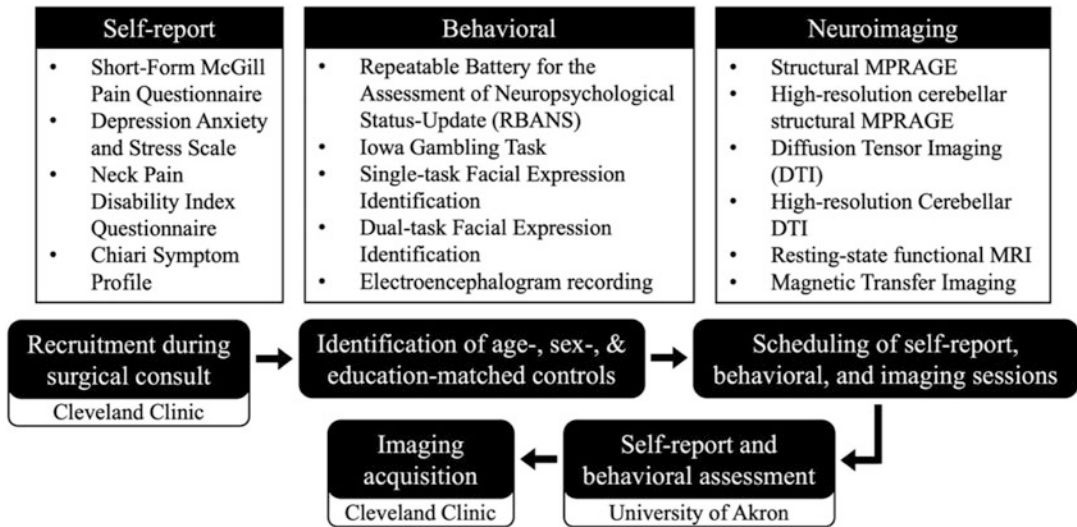 Self-report
• Short-Form McGill
Pain Questionnaire
• Depression Anxiety
and Stress Scale
• Neck Pain
Disability Index
Questionnaire
• Chiari Symptom
Profile
Behavioral
• Repeatable Battery for the
Assessment of Neuropsychological
Status-Update (RBANS)
• Iowa Gambling Task
• Single-task Facial Expression
Identification
• Dual-task Facial Expression
Identification
• Electroencephalogram recording
Neuroimaging
• Structural MPRAGE
• High-resolution cerebellar
structural MPRAGE
• Diffusion Tensor Imaging
(DTI)
• High-resolution Cerebellar
DTI
• Resting-state functional MRI
• Magnetic Transfer Imaging
Recruitment during
surgical consult
Cleveland Clinic
Identification of age-, sex-, &
education-matched controls
Scheduling of self-report,
behavioral, and imaging sessions
Self-report and
behavioral assessment
University of Akron
Imaging
acquisition
Cleveland Clinic